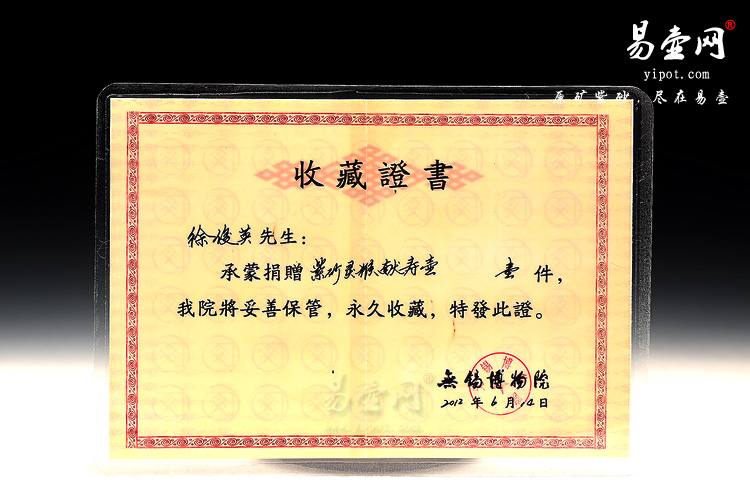 易壶网®
yipot.com
原矿紫砂，尽在易壶
收藏證書
徐俊英先生：
承蒙捐贈 紫砂灵猴献寿壶 壹件，
我院將妥善保管，永久收藏，特發此證。
無锡博物院
2012年6月14日
易壶网®